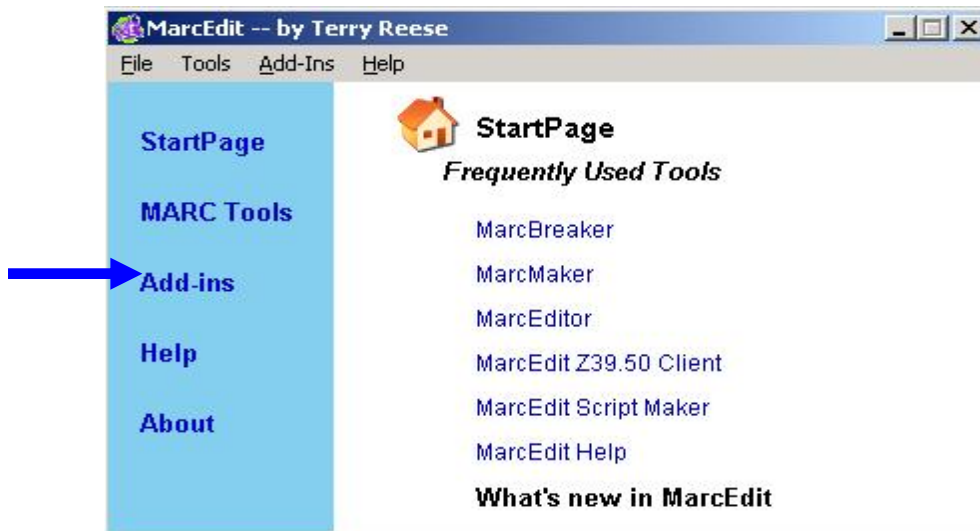 MarcEdit -- by Terry Reese
File Tools Add-Ins Help
StartPage
MARC Tools
Add-ins
Help
About
StartPage
Frequently Used Tools
MarcBreaker
MarcMaker
MarcEditor
MarcEdit Z39.50 Client
MarcEdit Script Maker
MarcEdit Help
What's new in MarcEdit